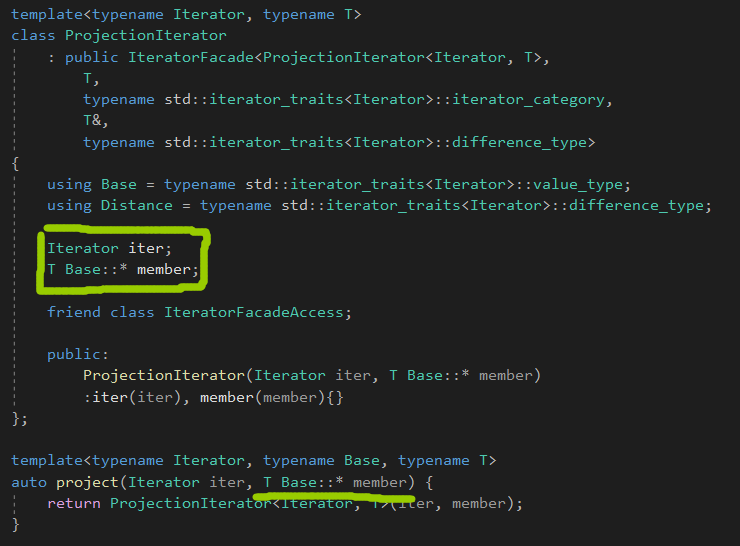 template<typename Iterator, typename T>
class ProjectionIterator
    : public IteratorFacade<ProjectionIterator<Iterator, T>,
        T,
        typename std::iterator_traits<Iterator>::iterator_category,
        T&,
        typename std::iterator_traits<Iterator>::difference_type>
{
    using Base = typename std::iterator_traits<Iterator>::value_type;
    using Distance = typename std::iterator_traits<Iterator>::difference_type;
    Iterator iter;
    T Base::* member;
    friend class IteratorFacadeAccess;
    public:
        ProjectionIterator(Iterator iter, T Base::* member)
        :iter(iter), member(member){}
};
template<typename Iterator, typename Base, typename T>
auto project(Iterator iter, T Base::* member) {
    return ProjectionIterator<Iterator, T>(iter, member);
}